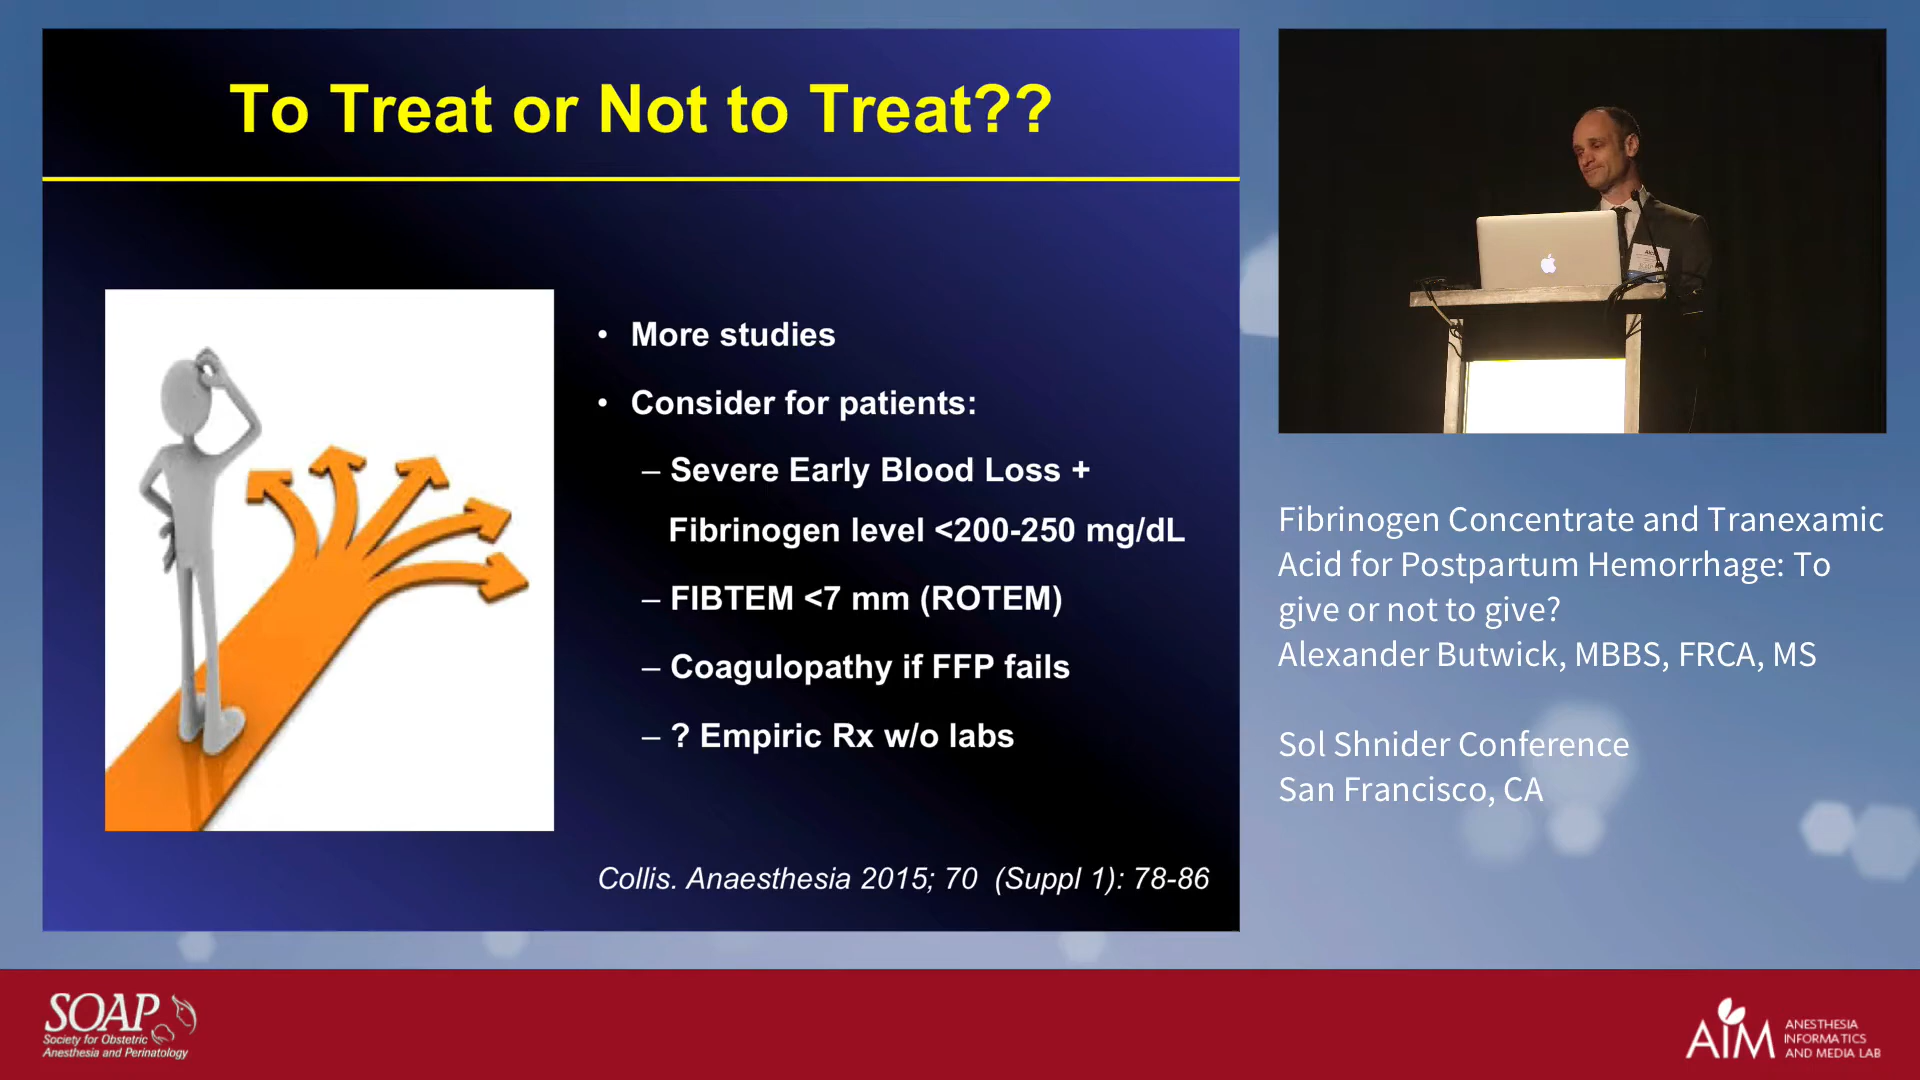 To Treat or Not to Treat??
• More studies
• Consider for patients:
– Severe Early Blood Loss +
Fibrinogen level <200-250 mg/dL
– FIBTEM <7 mm (ROTEM)
– Coagulopathy if FFP fails
– ? Empiric Rx w/o labs
Collis. Anaesthesia 2015; 70 (Suppl 1): 78-86
Fibrinogen Concentrate and Tranexamic
Acid for Postpartum Hemorrhage: To
give or not to give?
Alexander Butwick, MBBS, FRCA, MS
Sol Shnider Conference
San Francisco, CA
SOAP
Society for Obstetric
Anesthesia and Perinatology
AIM
ANESTHESIA
INFORMATICS
AND MEDIA LAB